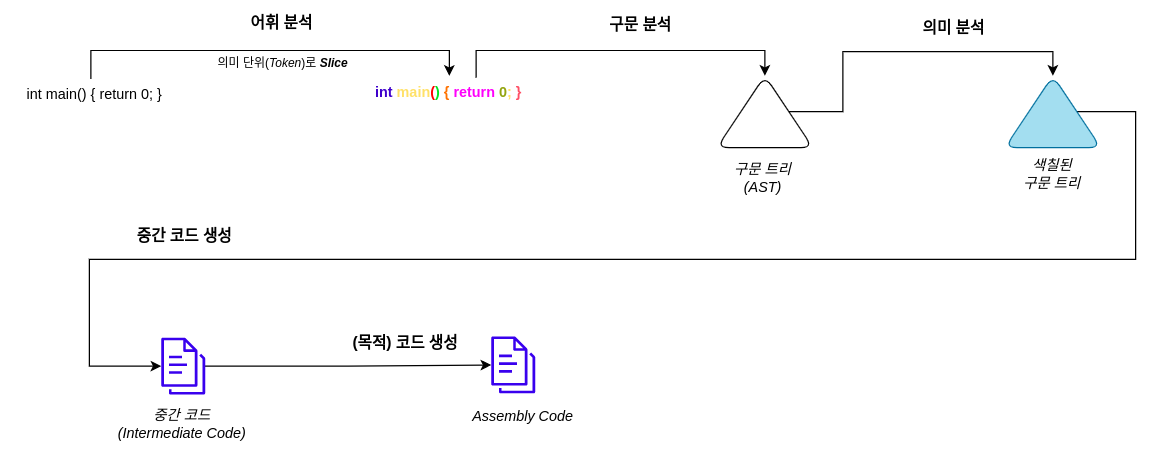 어휘 분석
구문 분석
의미 분석
의미 단위(Token)로 Slice
int main() { return 0; }
int main() { return 0; }
구문 트리
(AST)
색칠된
구문 트리
중간 코드 생성
(목적) 코드 생성
중간 코드
(Intermediate Code)
Assembly Code